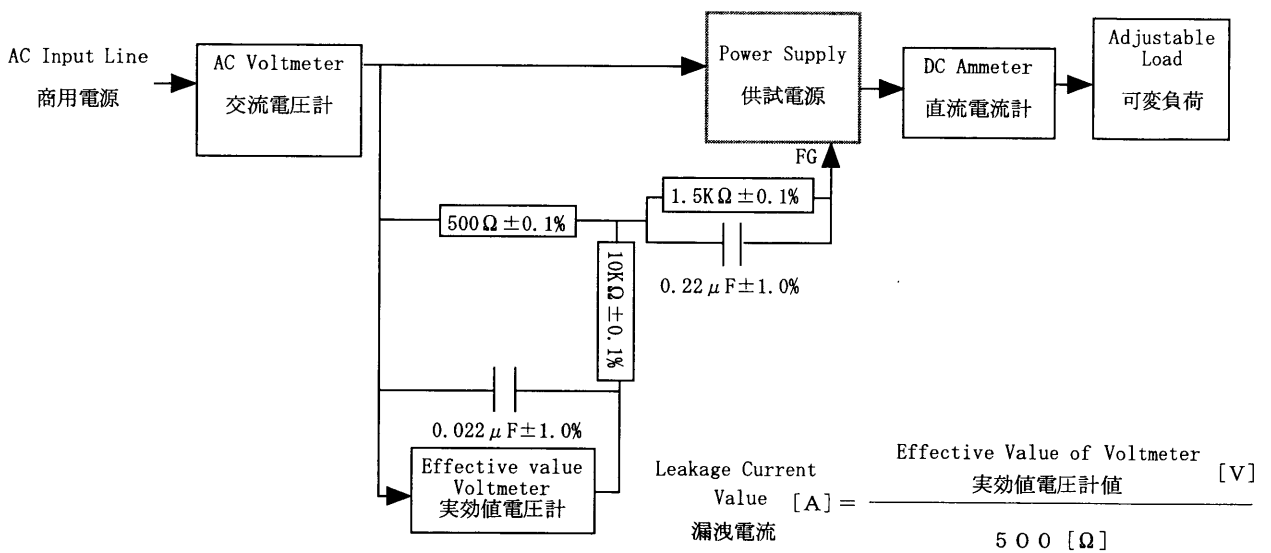 AC Input Line
商用電源
AC Voltmeter
交流電圧計
Power Supply
供試電源
DC Ammeter
直流電流計
Adjustable
Load
可変負荷
FG
1.5KΩ±0.1%
500Ω±0.1%
10KΩ±0.1%
0.22μF±1.0%
0.022μF±1.0%
Effective value
Voltmeter
実効値電圧計
Leakage Current
Value [A]=
漏洩電流
Effective Value of Voltmeter
実効値電圧計値 [V]
500[Ω]